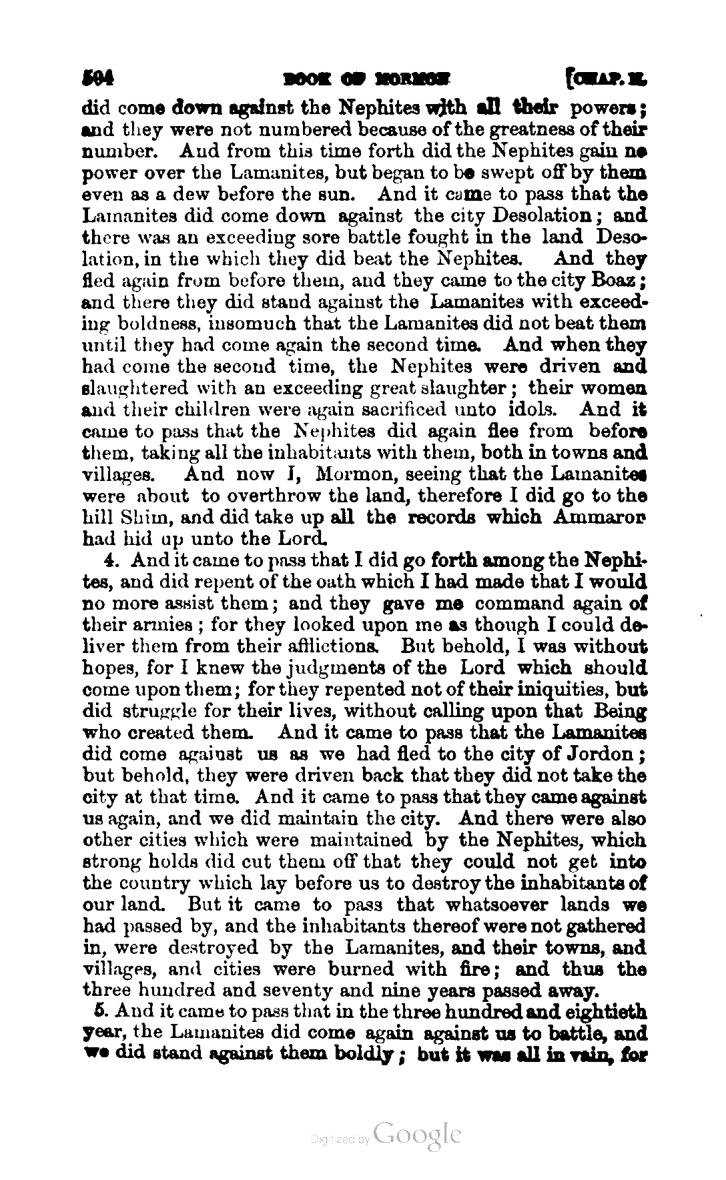 504 BOOK OF MORMON [CHAP. II.
did come down against the Nephites with all their powers;
and they were not numbered because of the greatness of their
number. And from this time forth did the Nephites gain no
power over the Lamanites, but began to be swept off by them
even as a dew before the sun. And it came to pass that the
Lamanites did come down against the city Desolation; and
there was an exceeding sore battle fought in the land Deso-
lation, in the which they did beat the Nephites. And they
fled again from before them, and they came to the city Boaz;
and there they did stand against the Lamanites with exceed-
ing boldness, insomuch that the Lamanites did not beat them
until they had come again the second time. And when they
had come the second time, the Nephites were driven and
slaughtered with an exceeding great slaughter; their women
and their children were again sacrificed unto idols. And it
came to pass that the Nephites did again flee from before
them, taking all the inhabitants with them, both in towns and
villages. And now I, Mormon, seeing that the Lamanites
were about to overthrow the land, therefore I did go to the
hill Shim, and did take up all the records which Ammaron
had hid up unto the Lord.
4. And it came to pass that I did go forth among the Nephi-
tes, and did repent of the oath which I had made that I would
no more assist them; and they gave me command again of
their armies; for they looked upon me as though I could de-
liver them from their afflictions. But behold, I was without
hopes, for I knew the judgments of the Lord which should
come upon them; for they repented not of their iniquities, but
did struggle for their lives, without calling upon that Being
who created them. And it came to pass that the Lamanites
did come against us as we had fled to the city of Jordon;
but behold, they were driven back that they did not take the
city at that time. And it came to pass that they came against
us again, and we did maintain the city. And there were also
other cities which were maintained by the Nephites, which
strong holds did cut them off that they could not get into
the country which lay before us to destroy the inhabitants of
our land. But it came to pass that whatsoever lands we
had passed by, and the inhabitants thereof were not gathered
in, were destroyed by the Lamanites, and their towns, and
villages, and cities were burned with fire; and thus the
three hundred and seventy and nine years passed away.
5. And it came to pass that in the three hundred and eightieth
year, the Lamanites did come again against us to battle, and
we did stand against them boldly; but it was all in vain, for
Digitized by Google